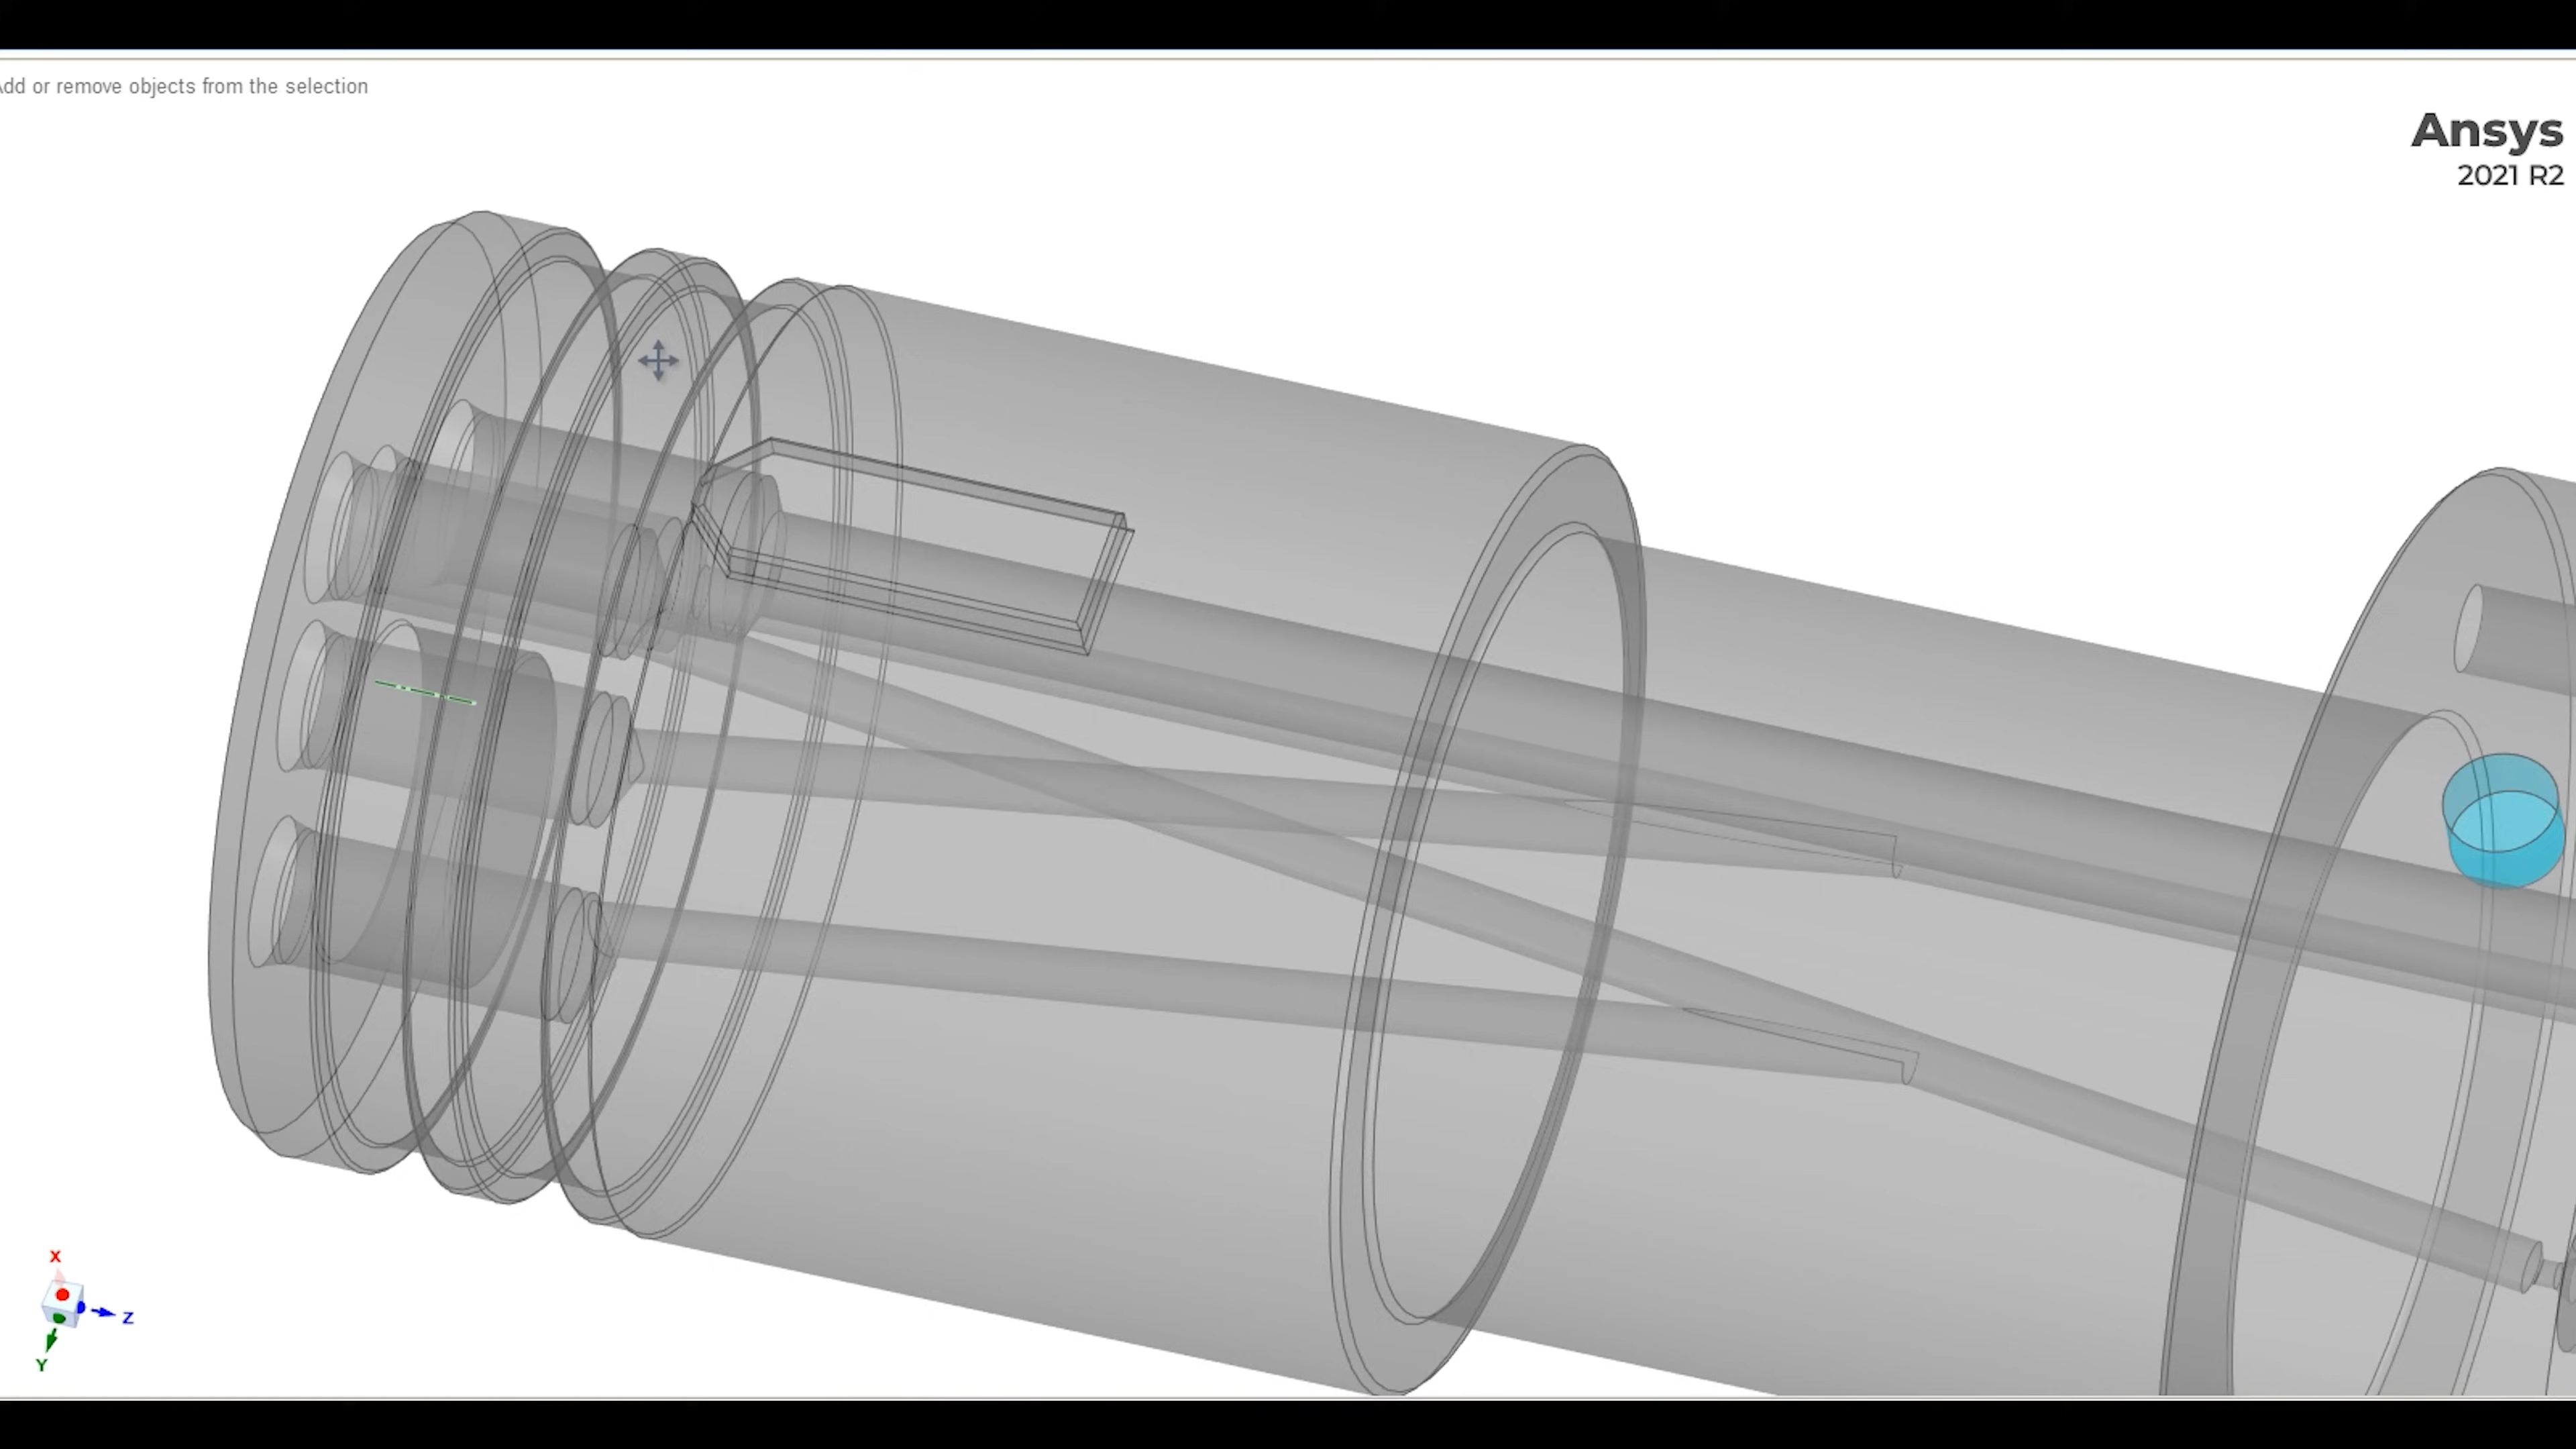 Add or remove objects from the selection
Ansys
2021 R2
X
Z
Y